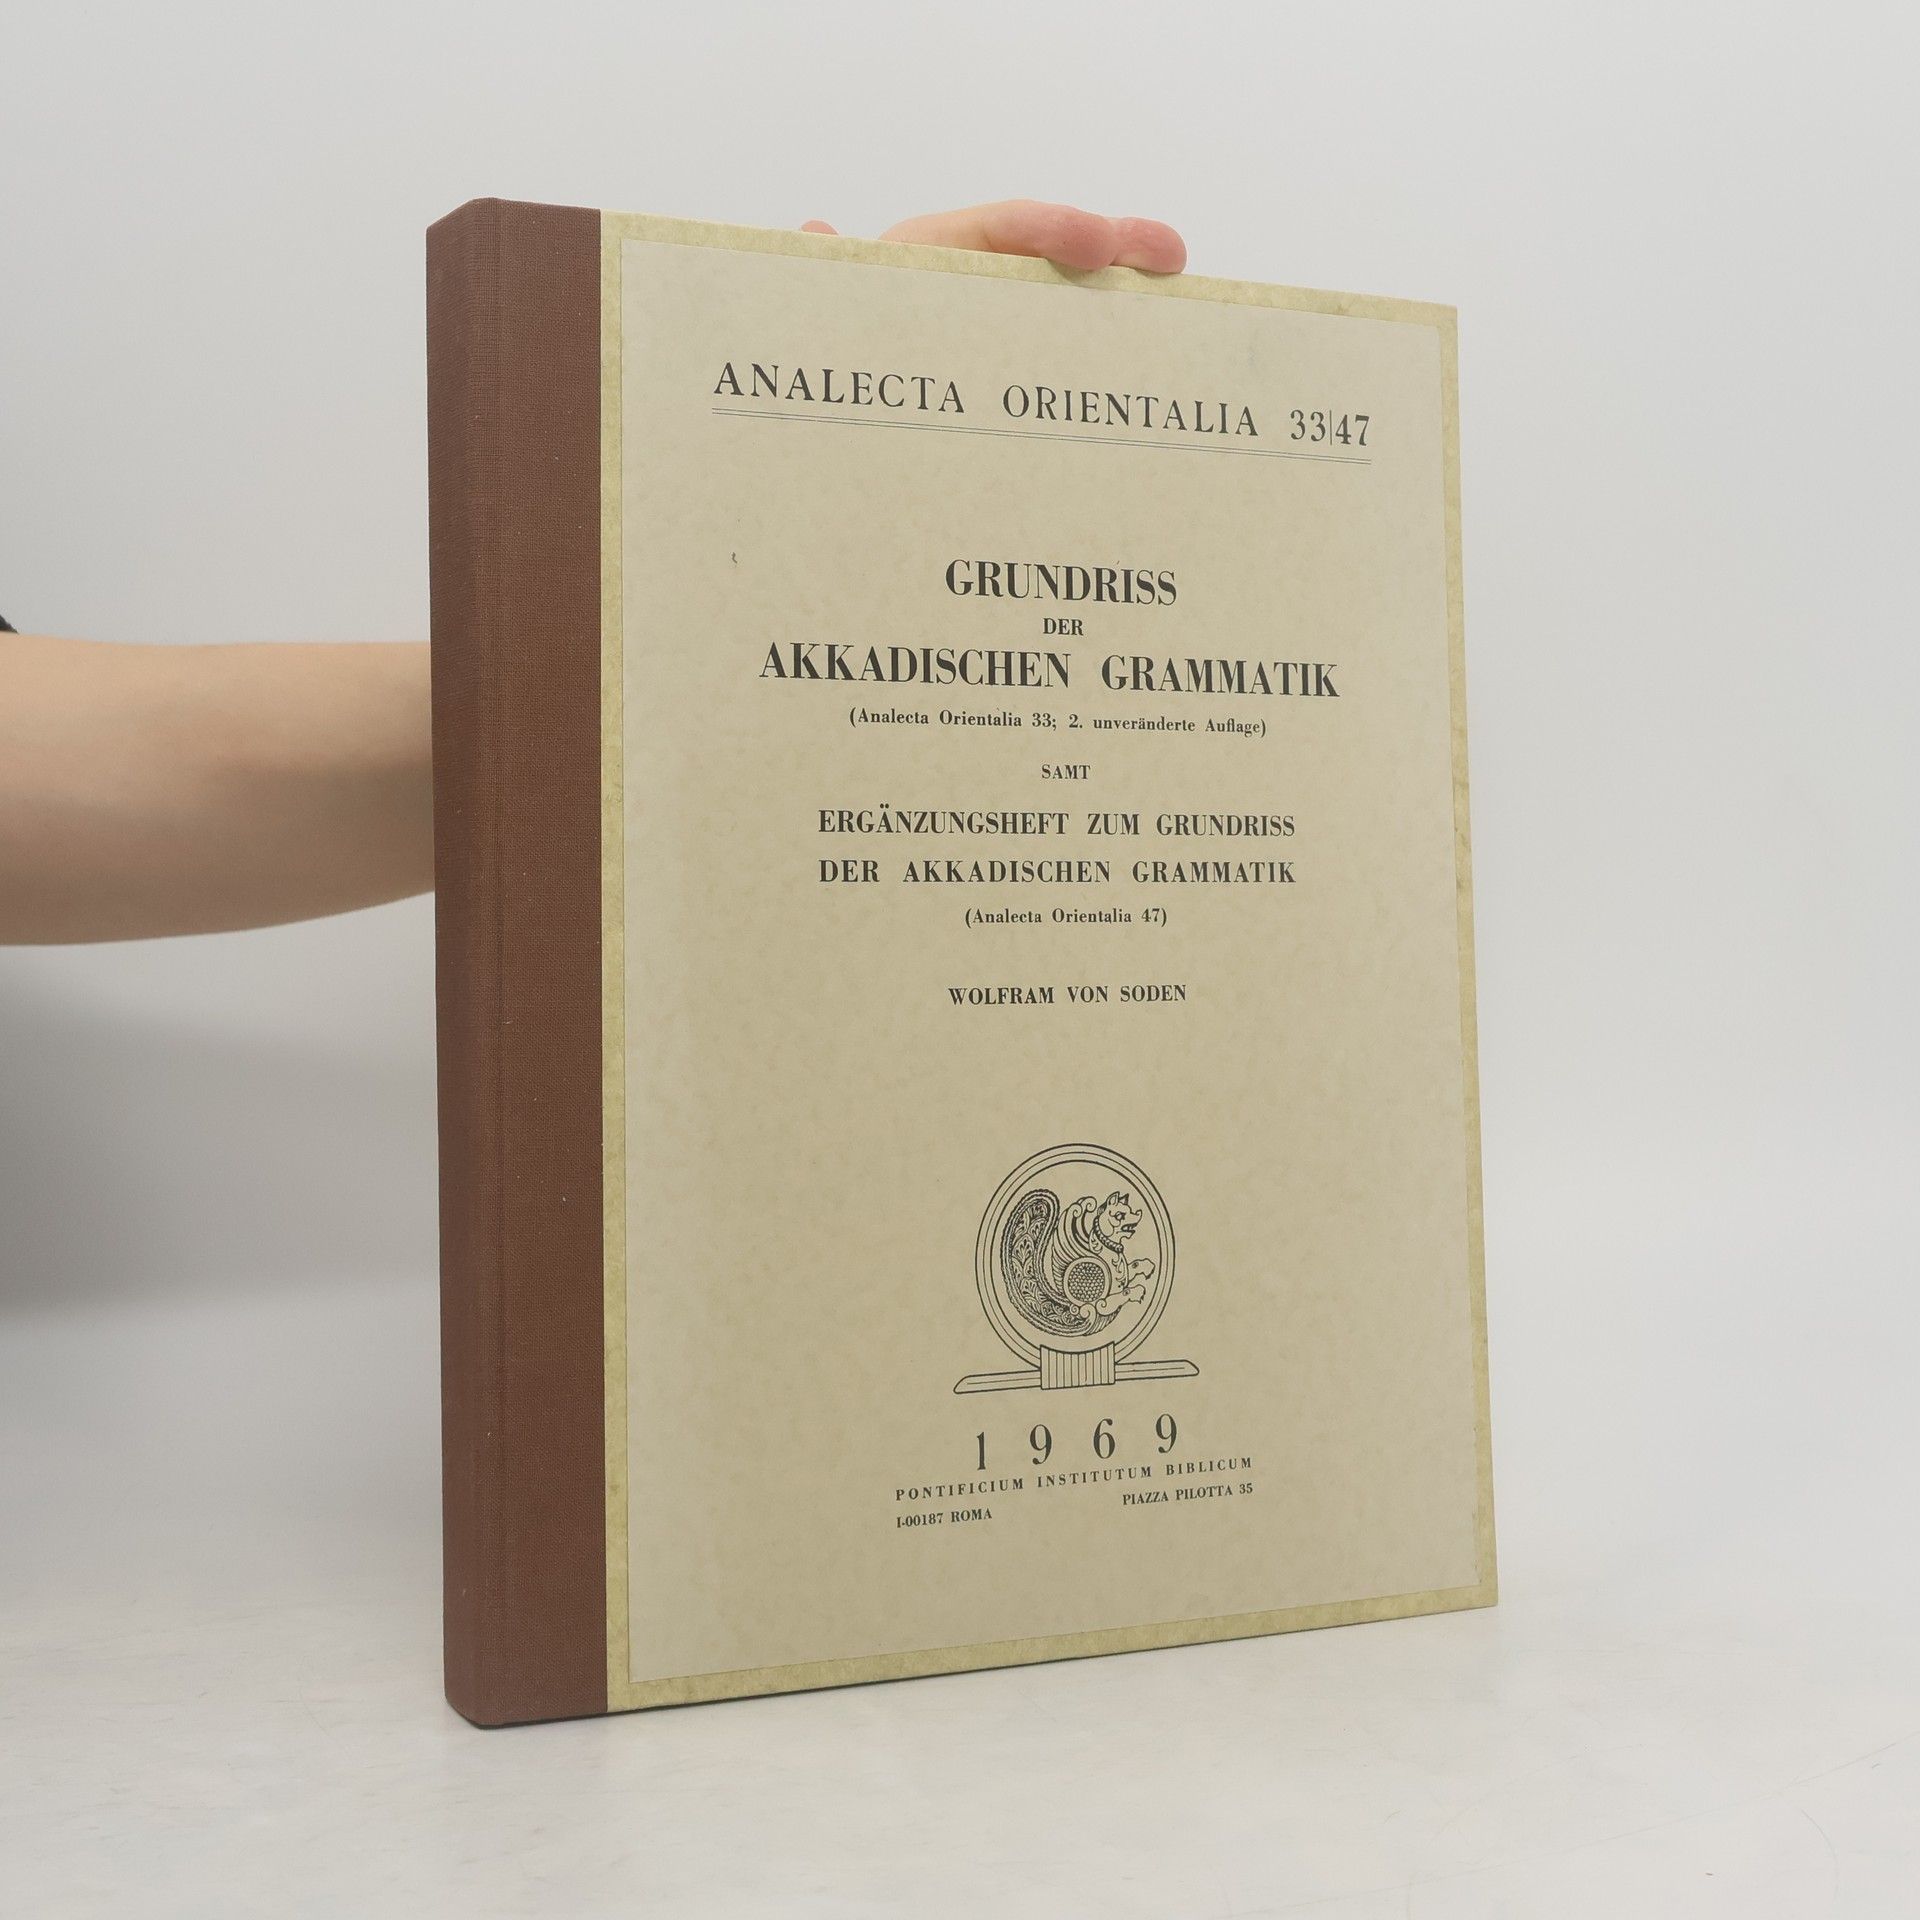 ANALECTA ORIENTALIA 33|47
GRUNDRISS
DER
AKKADISCHEN GRAMMATIK
(Analecta Orientalia 33; 2. unveränderte Auflage)
SAMT
ERGÄNZUNGSHEFT ZUM GRUNDRISS
DER AKKADISCHEN GRAMMATIK
(Analecta Orientalia 47)
WOLFRAM VON SODEN
1969
PONTIFICIUM INSTITUTUM BIBLICUM
I-00187 ROMA PIAZZA PILOTTA 35